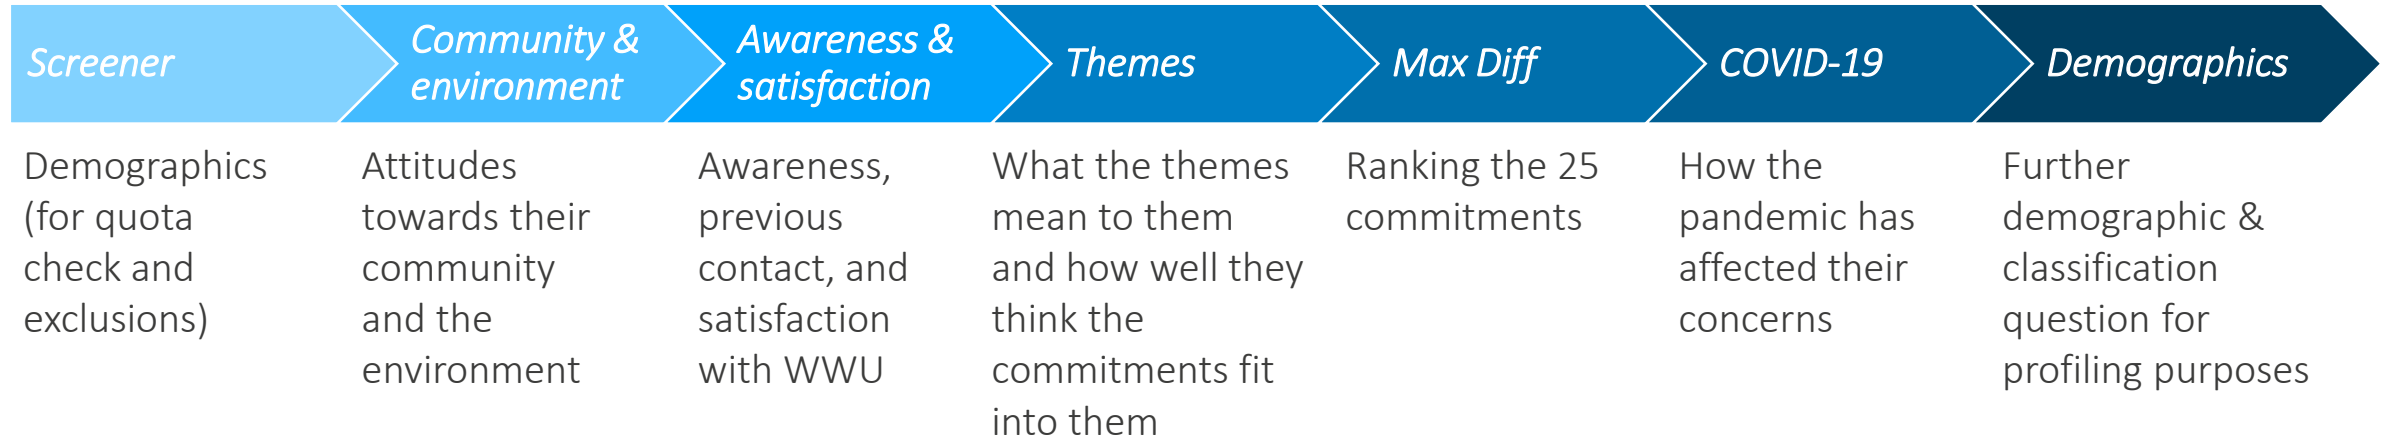 Screener
Community &
environment
Awareness &
satisfaction
Themes
Max Diff
COVID-19
Demographics
Demographics
(for quota
check and
exclusions)
Attitudes
towards their
community
and the
environment
Awareness,
previous
contact, and
satisfaction
with WWU
What the themes
mean to them
and how well they
think the
commitments fit
into them
Ranking the 25
commitments
How the
pandemic has
affected their
concerns
Further
demographic &
classification
question for
profiling purposes